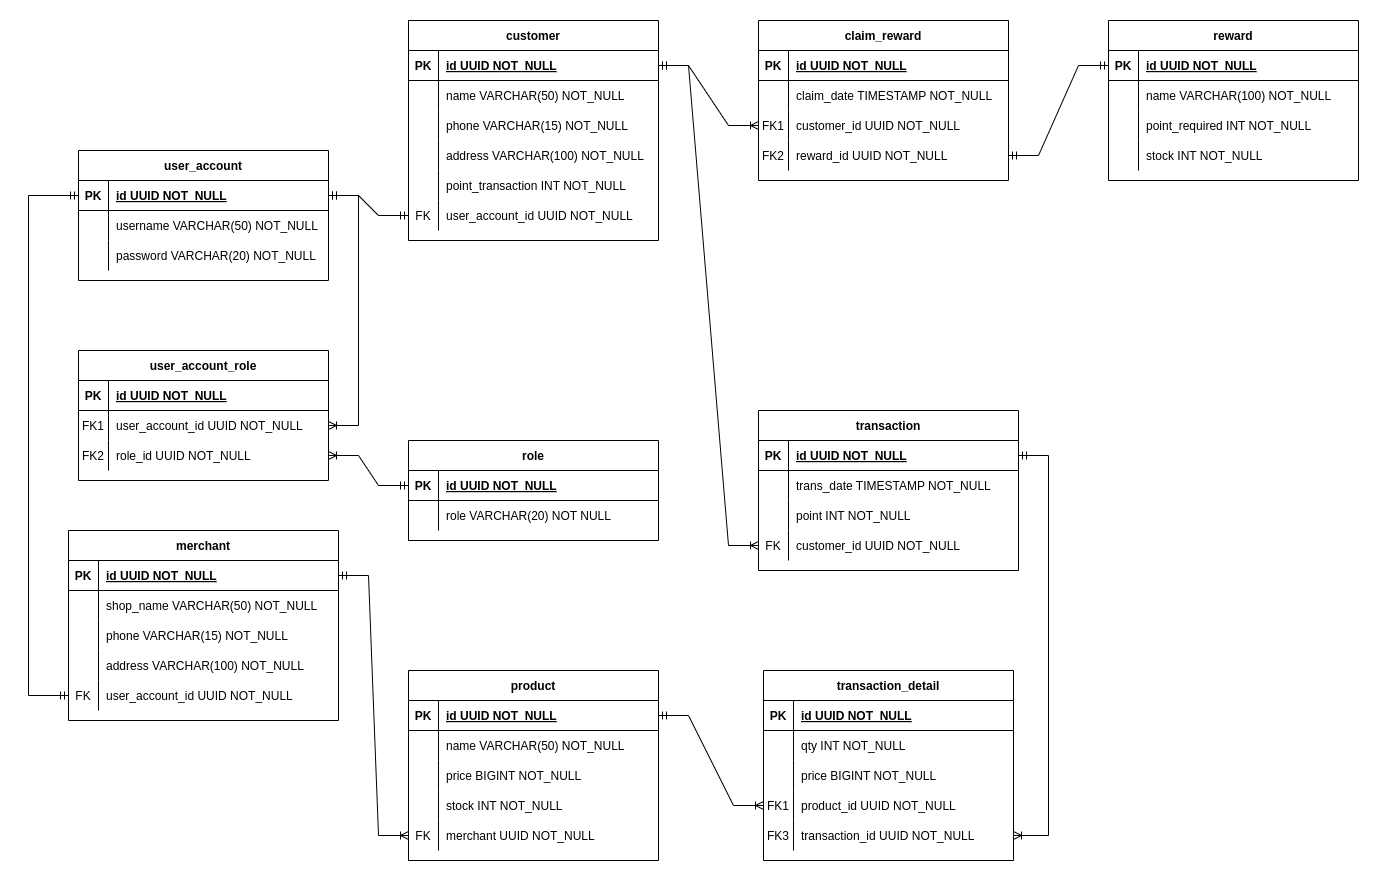 customer
PK id UUID NOT_NULL
name VARCHAR(50) NOT_NULL
phone VARCHAR(15) NOT_NULL
address VARCHAR(100) NOT_NULL
point_transaction INT NOT_NULL
FK user_account_id UUID NOT_NULL
claim_reward
PK id UUID NOT_NULL
claim_date TIMESTAMP NOT_NULL
FK1 customer_id UUID NOT_NULL
FK2 reward_id UUID NOT_NULL
reward
PK id UUID NOT_NULL
name VARCHAR(100) NOT_NULL
point_required INT NOT_NULL
stock INT NOT_NULL
user_account
PK id UUID NOT_NULL
username VARCHAR(50) NOT_NULL
password VARCHAR(20) NOT_NULL
user_account_role
PK id UUID NOT_NULL
FK1 user_account_id UUID NOT_NULL
FK2 role_id UUID NOT_NULL
role
PK id UUID NOT_NULL
role VARCHAR(20) NOT NULL
transaction
PK id UUID NOT_NULL
trans_date TIMESTAMP NOT_NULL
point INT NOT_NULL
FK customer_id UUID NOT_NULL
merchant
PK id UUID NOT_NULL
shop_name VARCHAR(50) NOT_NULL
phone VARCHAR(15) NOT_NULL
address VARCHAR(100) NOT_NULL
FK user_account_id UUID NOT_NULL
product
PK id UUID NOT_NULL
name VARCHAR(50) NOT_NULL
price BIGINT NOT_NULL
stock INT NOT_NULL
FK merchant UUID NOT_NULL
transaction_detail
PK id UUID NOT_NULL
qty INT NOT_NULL
price BIGINT NOT_NULL
FK1 product_id UUID NOT_NULL
FK3 transaction_id UUID NOT_NULL